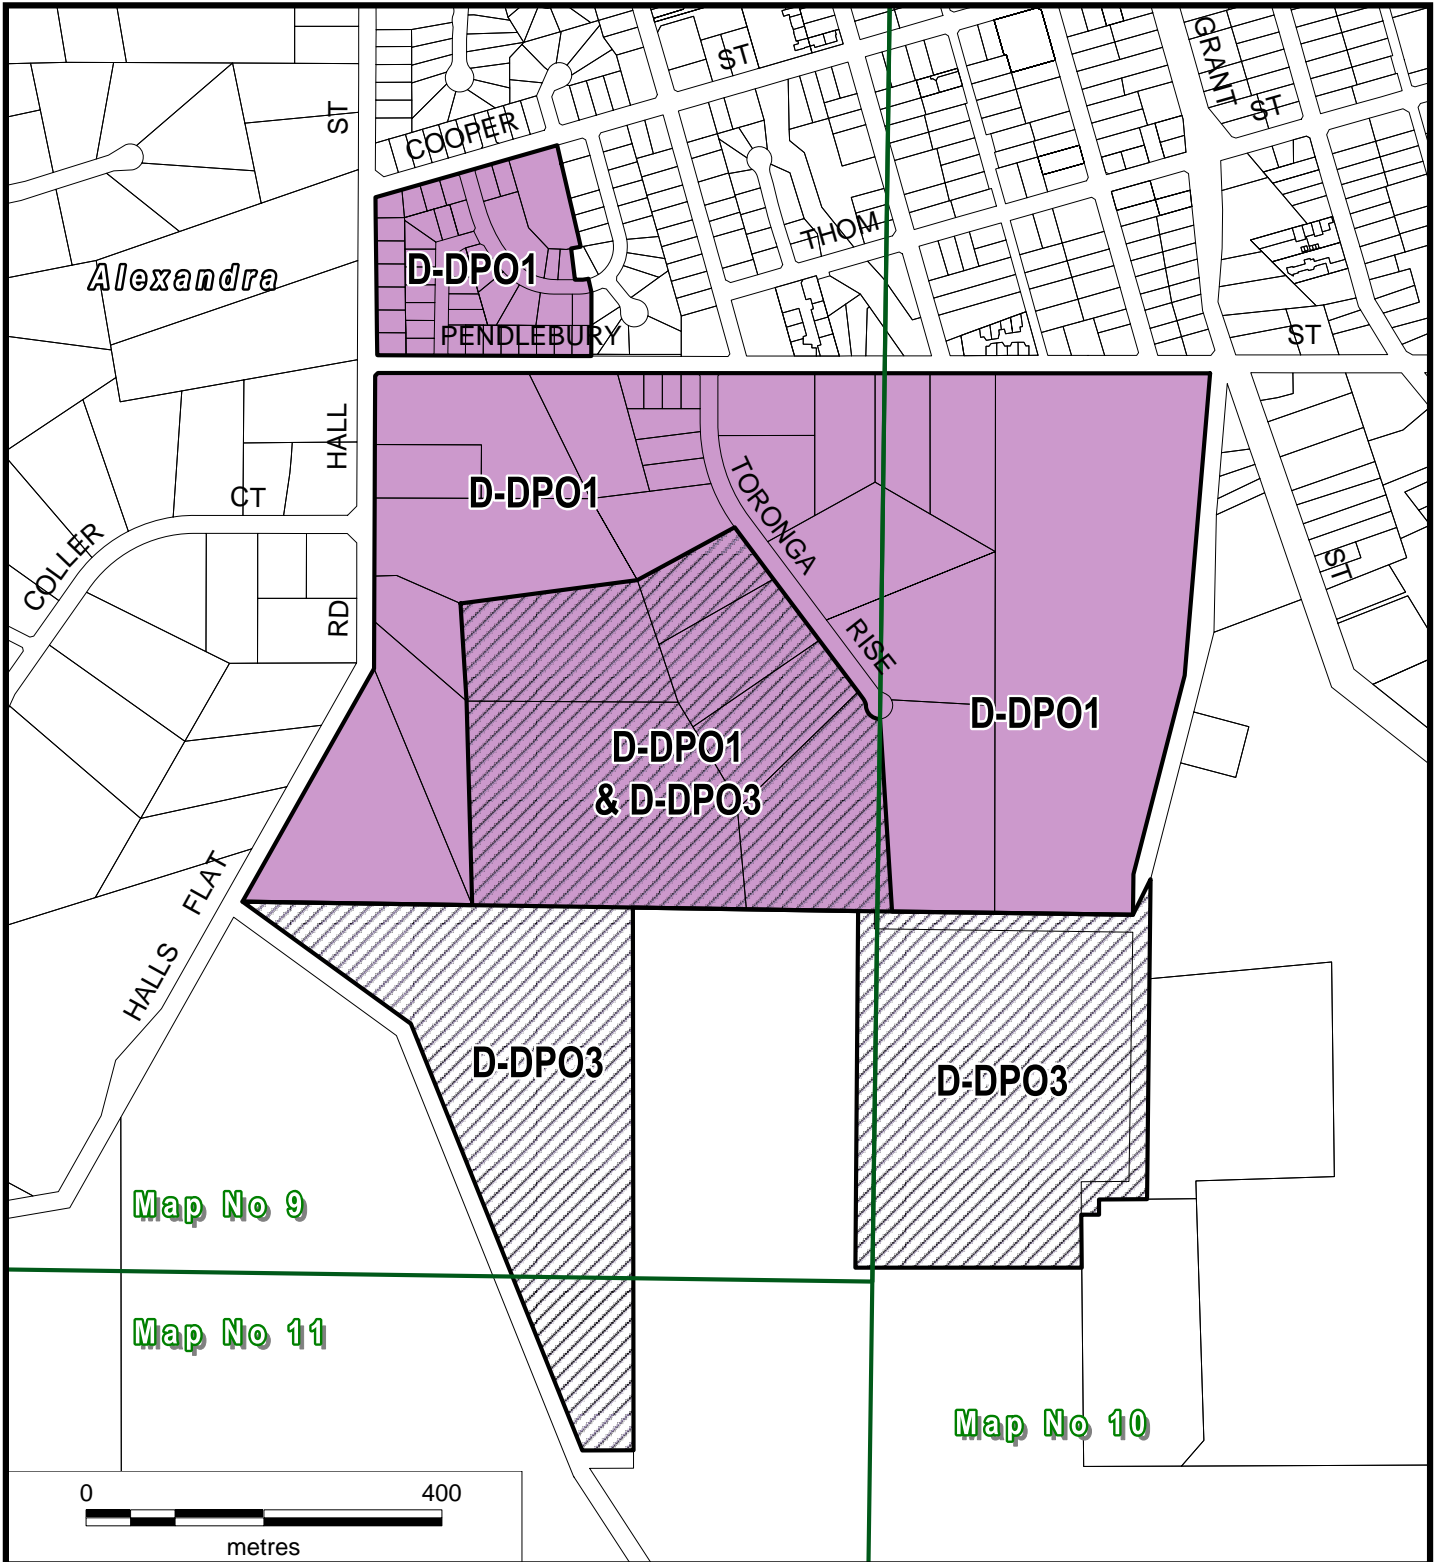 GRANT
ST
ST
ST
COOPER
THOM
Alexandra
D-DPO1
PENDLEBURY
ST
HALL
CT
D-DPO1
TORONGA
COLLER
ST
RD
RISE
D-DPO1
D-DPO1
& D-DPO3
FLAT
HALLS
D-DPO3
D-DPO3
Map No 9
Map No 11
Map No 10
0
400
metres